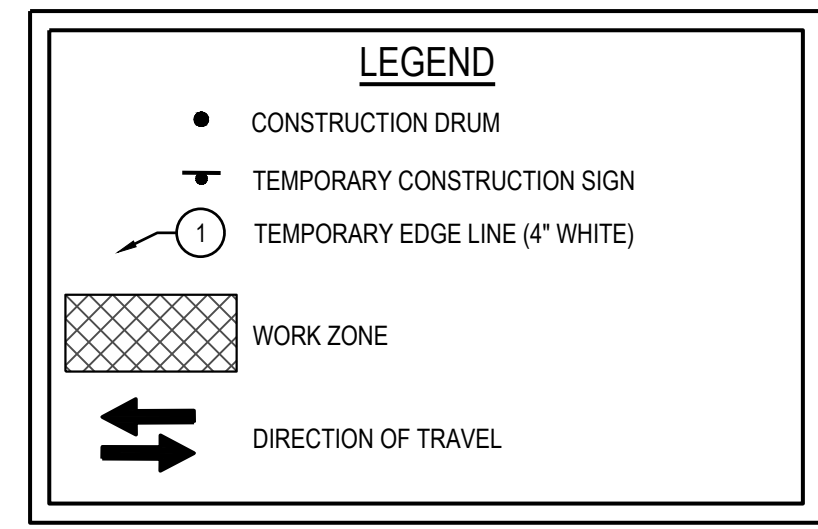 LEGEND
CONSTRUCTION DRUM
TEMPORARY CONSTRUCTION SIGN
1 TEMPORARY EDGE LINE (4" WHITE)
WORK ZONE
DIRECTION OF TRAVEL